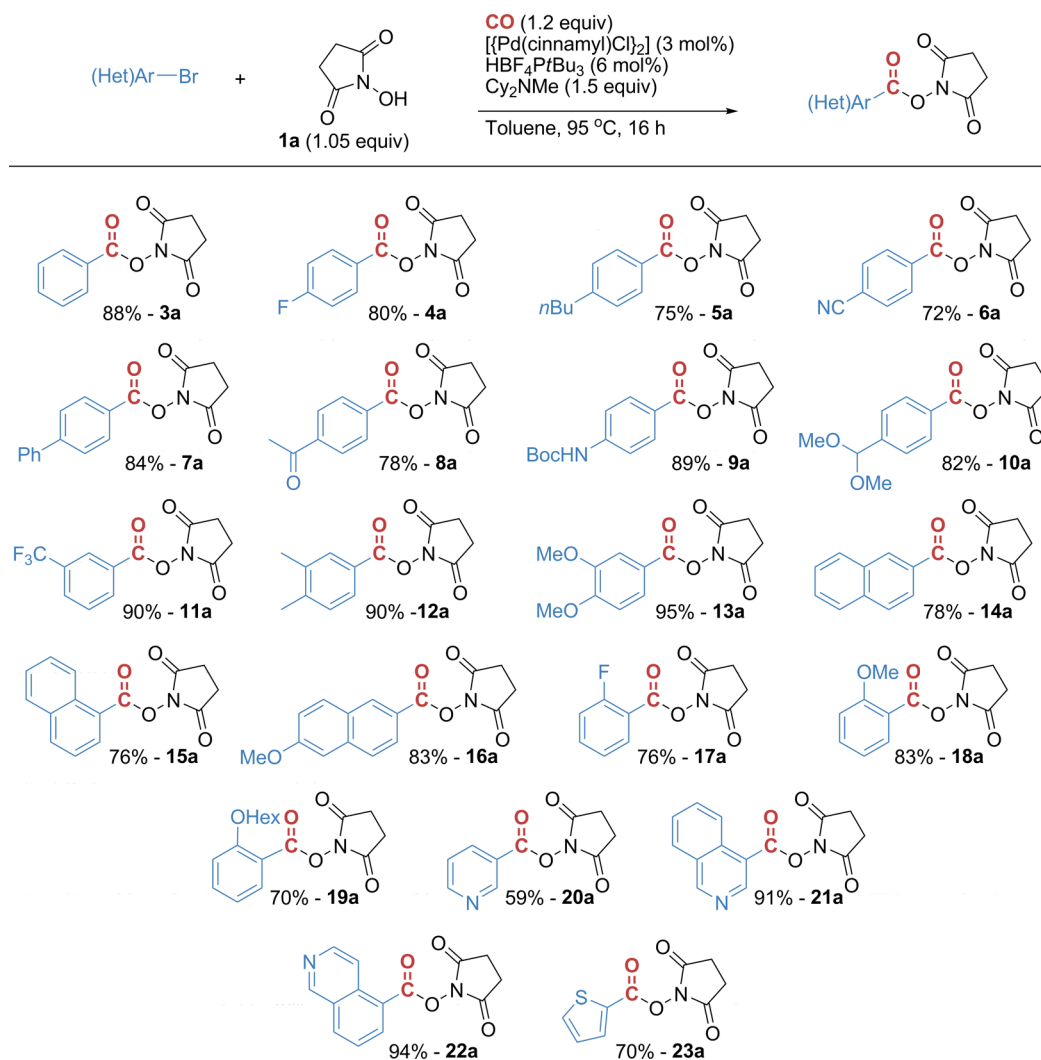 CO (1.2 equiv)
[{Pd(cinnamyl)Cl}₂] (3 mol%)
HBF₄PtBu₃ (6 mol%)
Cy₂NMe (1.5 equiv)
Toluene, 95 °C, 16 h
(Het)Ar—Br
+
O
N
OH
O
1a (1.05 equiv)
(Het)Ar
O
C
O
N
O
O
O
C
O
N
O
O
88% - 3a
F
O
C
O
N
O
O
80% - 4a
nBu
O
C
O
N
O
O
75% - 5a
NC
O
C
O
N
O
O
72% - 6a
Ph
O
C
O
N
O
O
84% - 7a
O
O
C
O
N
O
O
78% - 8a
BocHN
O
C
O
N
O
O
89% - 9a
MeO
OMe
O
C
O
N
O
O
82% - 10a
F₃C
O
C
O
N
O
O
90% - 11a
O
C
O
N
O
O
90% -12a
MeO
MeO
O
C
O
N
O
O
95% - 13a
O
C
O
N
O
O
78% - 14a
O
C
O
N
O
O
76% - 15a
MeO
O
C
O
N
O
O
83% - 16a
F
O
C
O
N
O
O
76% - 17a
OMe
O
C
O
N
O
O
83% - 18a
OHex
O
C
O
N
O
O
70% - 19a
N
O
C
O
N
O
O
59% - 20a
N
O
C
O
N
O
O
91% - 21a
N
O
C
O
N
O
O
94% - 22a
S
O
C
O
N
O
O
70% - 23a